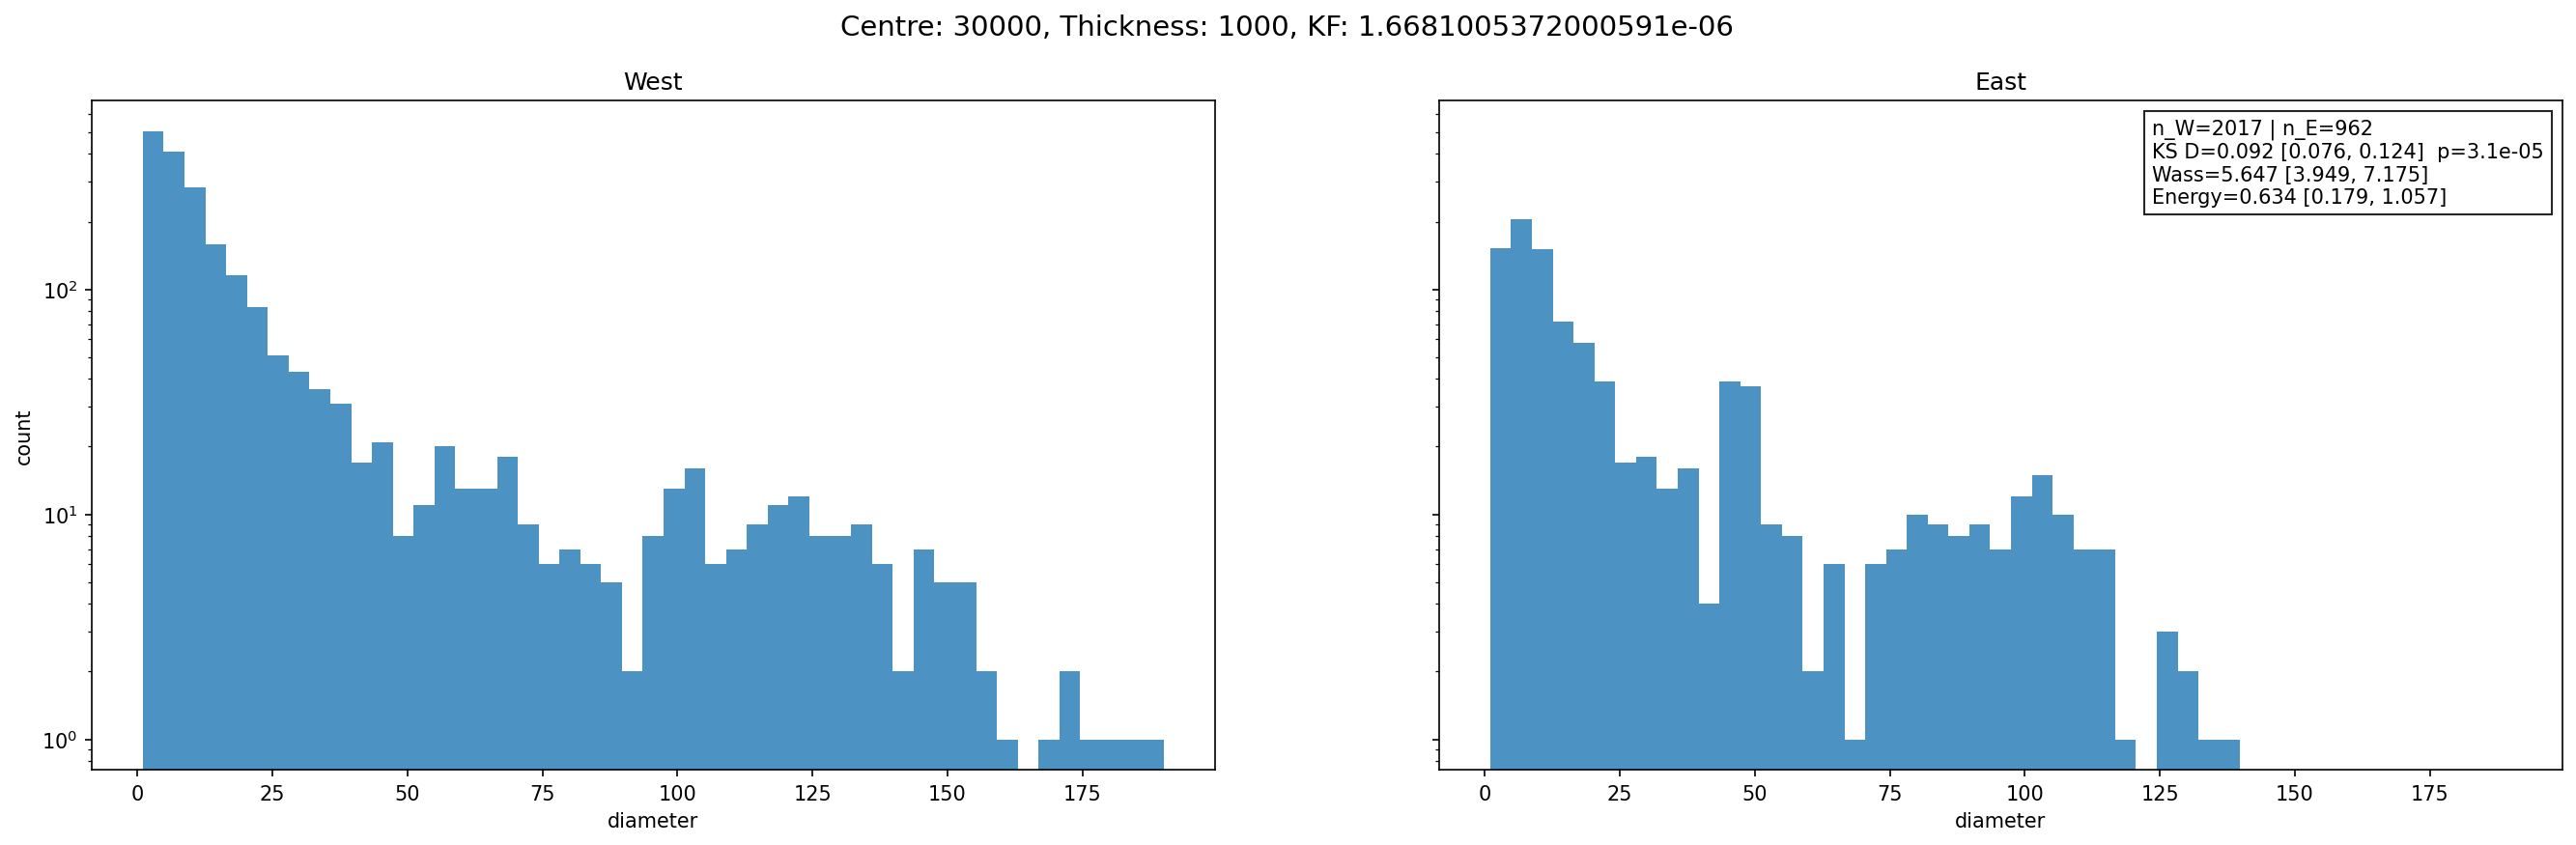 Centre: 30000, Thickness: 1000, KF: 1.6681005372000591e-06
West
East
n_W=2017 | n_E=962
KS D=0.092 [0.076, 0.124]  p=3.1e-05
Wass=5.647 [3.949, 7.175]
Energy=0.634 [0.179, 1.057]
10²
10¹
10⁰
count
0 25 50 75 100 125 150 175
diameter
0 25 50 75 100 125 150 175
diameter